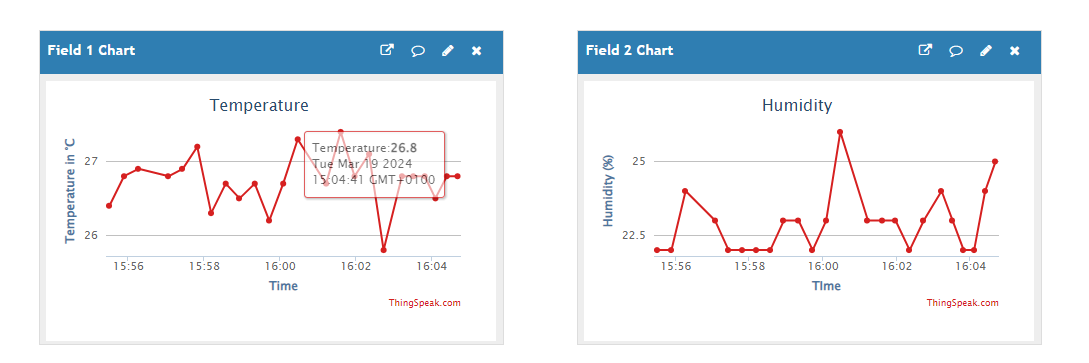 Field 1 Chart
Temperature
Temperature in °C
27
26
Temperature:26.8
Tue Mar 19 2024
15:04:41 GMT+0100
15:56
15:58
16:00
16:02
16:04
Time
ThingSpeak.com
Field 2 Chart
Humidity
Humidity (%)
25
22.5
15:56
15:58
16:00
16:02
16:04
TIme
ThingSpeak.com